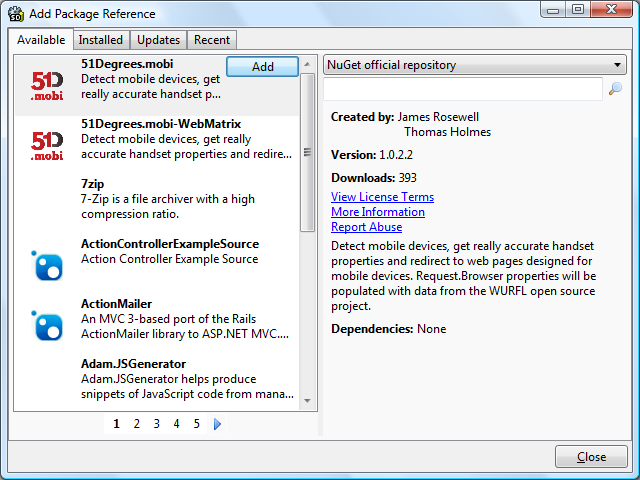 SD
Add Package Reference
Available Installed Updates Recent
51D
.mobi
51Degrees.mobi
Add
Detect mobile devices, get
really accurate handset p...
51D
.mobi
51Degrees.mobi-WebMatrix
Detect mobile devices, get really
accurate handset properties and redire...
7zip
7-Zip is a file archiver with a high
compression ratio.
ActionControllerExampleSource
Action Controller Example Source
ActionMailer
An MVC 3-based port of the Rails
ActionMailer library to ASP.NET MVC....
Adam.JSGenerator
Adam.JSGenerator helps produce
snippets of JavaScript code from mana...
1 2 3 4 5
NuGet official repository
Created by: James Rosewell
Thomas Holmes
Version: 1.0.2.2
Downloads: 393
View License Terms
More Information
Report Abuse
Detect mobile devices, get really accurate handset
properties and redirect to web pages designed for
mobile devices. Request.Browser properties will be
populated with data from the WURFL open source
project.
Dependencies: None
Close